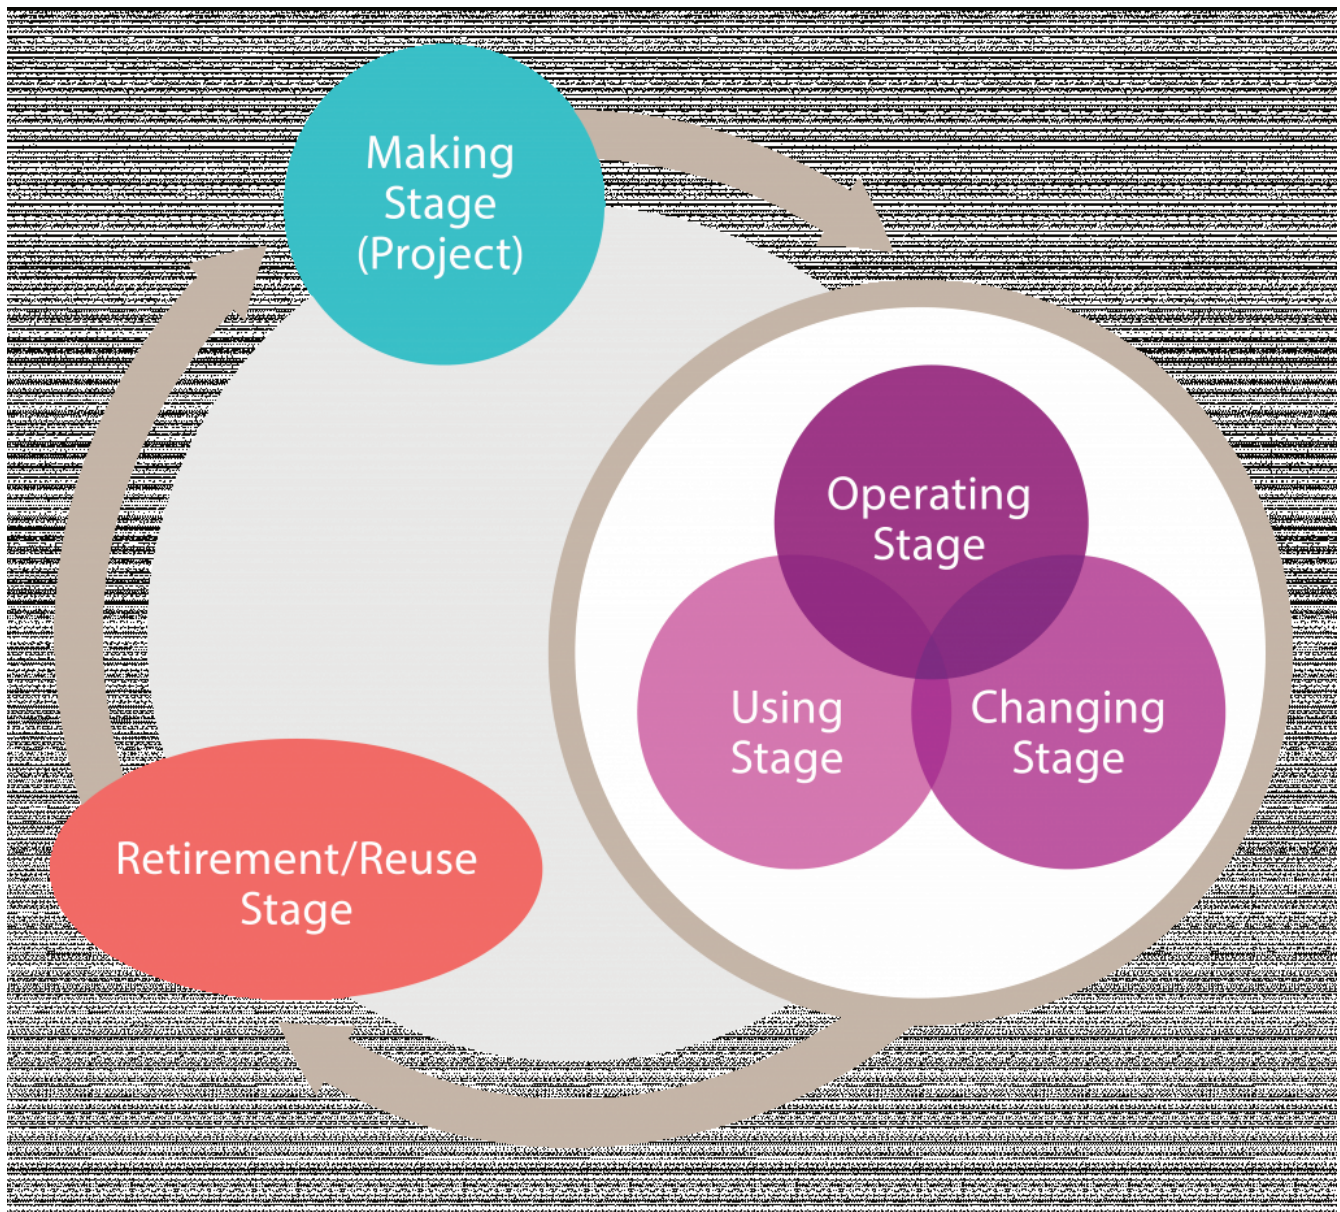 Making
Stage
(Project)
Operating
Stage
Using
Stage
Changing
Stage
Retirement/Reuse
Stage